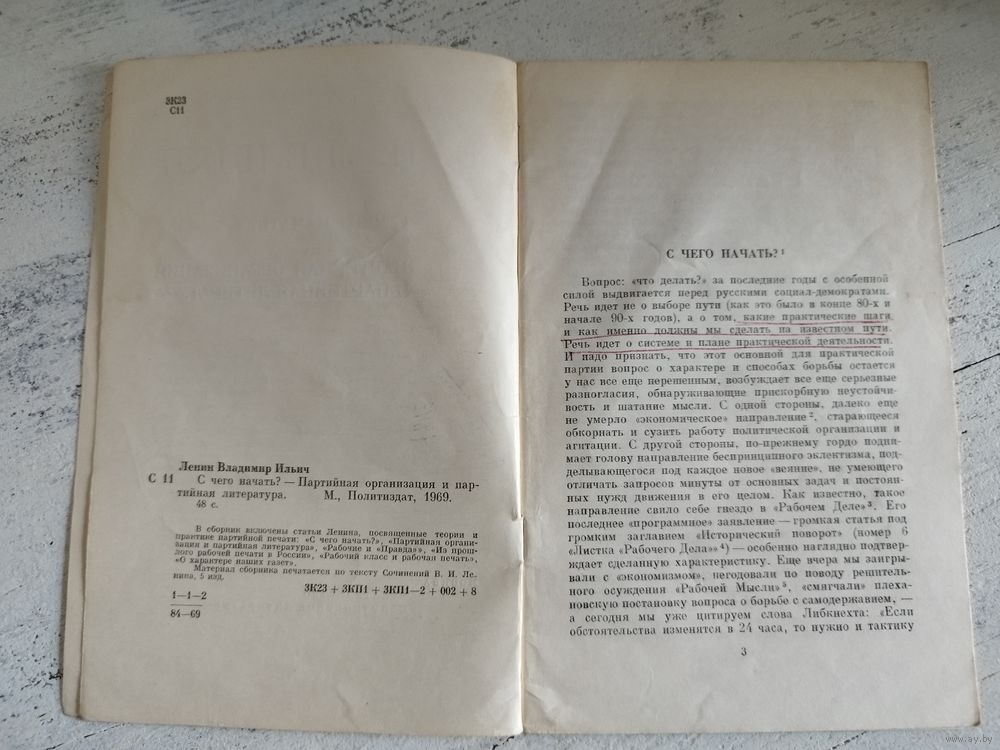 3К23
С11
Ленин Владимир Ильич
С 11 С чего начать? — Партийная организация и пар-
тийная литература. М., Политиздат, 1969.
48 с.
В сборник включены статьи Ленина, посвященные теории и
практике партийной печати: «С чего начать?», «Партийная органи-
зация и партийная литература», «Рабочие и «Правда»», «Из прош-
лого рабочей печати в России», «Рабочий класс и рабочая печать»,
«О характере наших газет».
Материал сборника печатается по тексту Сочинений В. И. Ле-
нина, 5 изд.
3К23 + 3КП1 + 3КП1—2 + 002 + 8
1—1—2
84—69
С ЧЕГО НАЧАТЬ? 1
Вопрос: «что делать?» за последние годы с особенной
силой выдвигается перед русскими социал-демократами.
Речь идет не о выборе пути (как это было в конце 80-х и
начале 90-х годов), а о том, какие практические шаги
и как именно должны мы сделать на известном пути.
Речь идет о системе и плане практической деятельности.
И надо признать, что этот основной для практической
партии вопрос о характере и способах борьбы остается
у нас все еще нерешенным, возбуждает все еще серьезные
разногласия, обнаруживающие прискорбную неустойчи-
вость и шатание мысли. С одной стороны, далеко еще
не умерло «экономическое» направление 2, старающееся
обкорнать и сузить работу политической организации и
агитации. С другой стороны, по-прежнему гордо подни-
мает голову направление беспринципного эклектизма, под-
делывающегося под каждое новое «веяние», не умеющего
отличать запросов минуты от основных задач и постоян-
ных нужд движения в его целом. Как известно, такое
направление свило себе гнездо в «Рабочем Деле» 3. Его
последнее «программное» заявление — громкая статья под
громким заглавием «Исторический поворот» (номер 6
«Листка «Рабочего Дела»» 4) — особенно наглядно подтверж-
дает сделанную характеристику. Еще вчера мы заигры-
вали с «экономизмом», негодовали по поводу решитель-
ного осуждения «Рабочей Мысли» 5, «смягчали» плеха-
новскую постановку вопроса о борьбе с самодержавием, —
а сегодня мы уже цитируем слова Либкнехта: «Если
обстоятельства изменятся в 24 часа, то нужно и тактику
3
www.ay.by